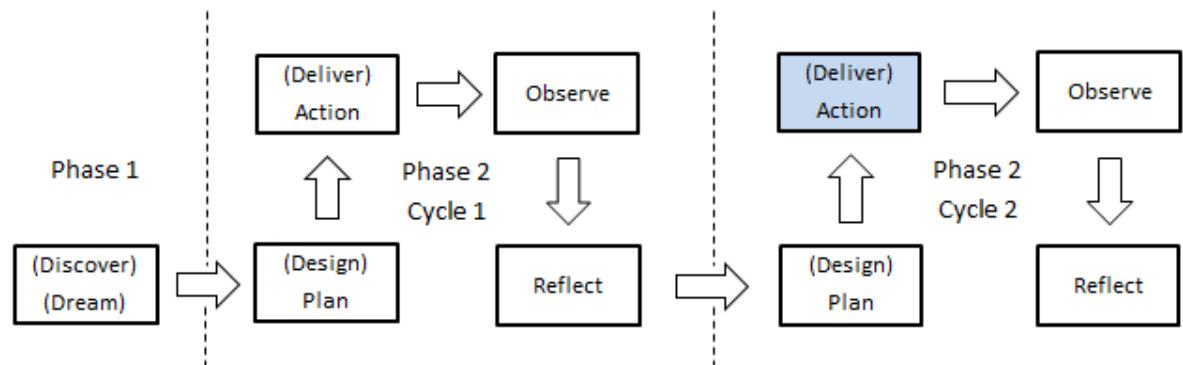 Phase 1
(Discover)
(Dream)
(Deliver)
Action
Observe
Phase 2
Cycle 1
(Design)
Plan
Reflect
(Deliver)
Action
Observe
Phase 2
Cycle 2
(Design)
Plan
Reflect